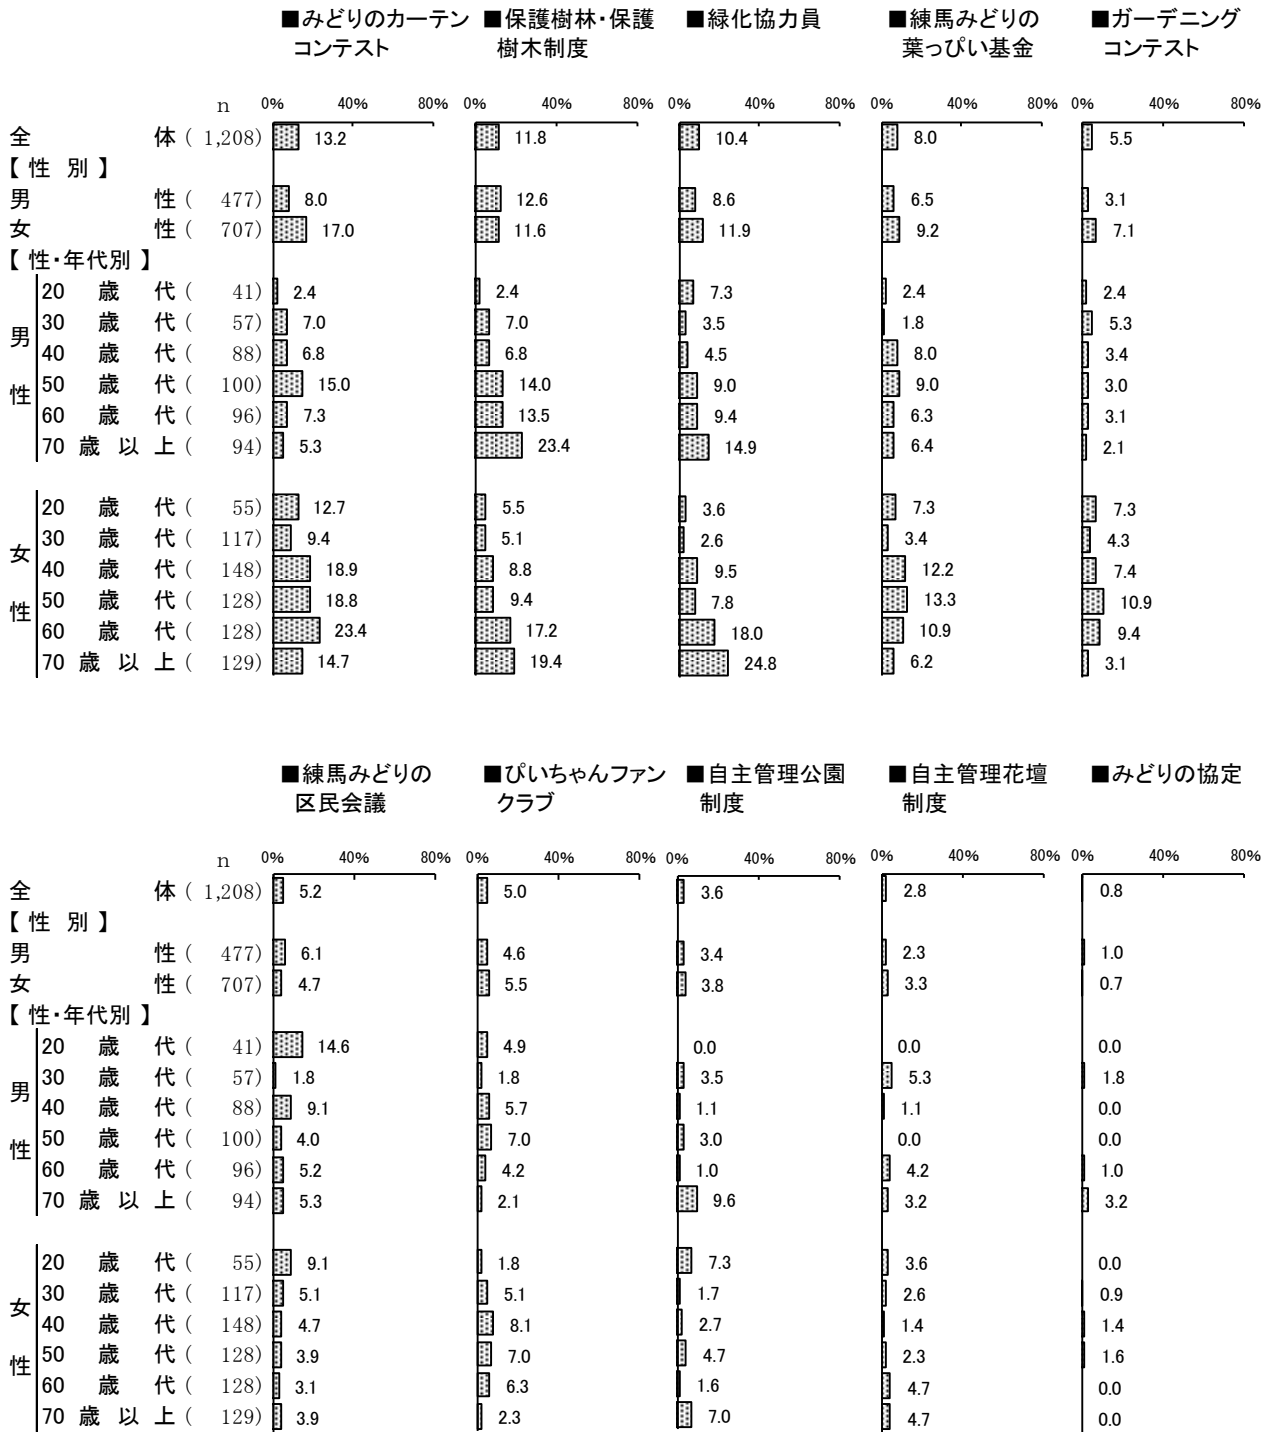 ■みどりのカーテン ■保護樹林・保護 ■緑化協力員 ■練馬みどりの ■ガーデニング
コンテスト 樹木制度 葉っぴい基金 コンテスト
n 0% 40% 80% 0% 40% 80% 0% 40% 80% 0% 40% 80% 0% 40% 80%
全 体 ( 1,208) 13.2 11.8 10.4 8.0 5.5
【 性 別 】
男 性 ( 477) 8.0 12.6 8.6 6.5 3.1
女 性 ( 707) 17.0 11.6 11.9 9.2 7.1
【 性・年代別 】
男性
20 歳 代 ( 41) 2.4 2.4 7.3 2.4 2.4
30 歳 代 ( 57) 7.0 7.0 3.5 1.8 5.3
40 歳 代 ( 88) 6.8 6.8 4.5 8.0 3.4
50 歳 代 ( 100) 15.0 14.0 9.0 9.0 3.0
60 歳 代 ( 96) 7.3 13.5 9.4 6.3 3.1
70 歳 以 上 ( 94) 5.3 23.4 14.9 6.4 2.1
女性
20 歳 代 ( 55) 12.7 5.5 3.6 7.3 7.3
30 歳 代 ( 117) 9.4 5.1 2.6 3.4 4.3
40 歳 代 ( 148) 18.9 8.8 9.5 12.2 7.4
50 歳 代 ( 128) 18.8 9.4 7.8 13.3 10.9
60 歳 代 ( 128) 23.4 17.2 18.0 10.9 9.4
70 歳 以 上 ( 129) 14.7 19.4 24.8 6.2 3.1
■練馬みどりの ■ぴいちゃんファン ■自主管理公園 ■自主管理花壇 ■みどりの協定
区民会議 クラブ 制度 制度
n 0% 40% 80% 0% 40% 80% 0% 40% 80% 0% 40% 80% 0% 40% 80%
全 体 ( 1,208) 5.2 5.0 3.6 2.8 0.8
【 性 別 】
男 性 ( 477) 6.1 4.6 3.4 2.3 1.0
女 性 ( 707) 4.7 5.5 3.8 3.3 0.7
【 性・年代別 】
男性
20 歳 代 ( 41) 14.6 4.9 0.0 0.0 0.0
30 歳 代 ( 57) 1.8 1.8 3.5 5.3 1.8
40 歳 代 ( 88) 9.1 5.7 1.1 1.1 0.0
50 歳 代 ( 100) 4.0 7.0 3.0 0.0 0.0
60 歳 代 ( 96) 5.2 4.2 1.0 4.2 1.0
70 歳 以 上 ( 94) 5.3 2.1 9.6 3.2 3.2
女性
20 歳 代 ( 55) 9.1 1.8 7.3 3.6 0.0
30 歳 代 ( 117) 5.1 5.1 1.7 2.6 0.9
40 歳 代 ( 148) 4.7 8.1 2.7 1.4 1.4
50 歳 代 ( 128) 3.9 7.0 4.7 2.3 1.6
60 歳 代 ( 128) 3.1 6.3 1.6 4.7 0.0
70 歳 以 上 ( 129) 3.9 2.3 7.0 4.7 0.0